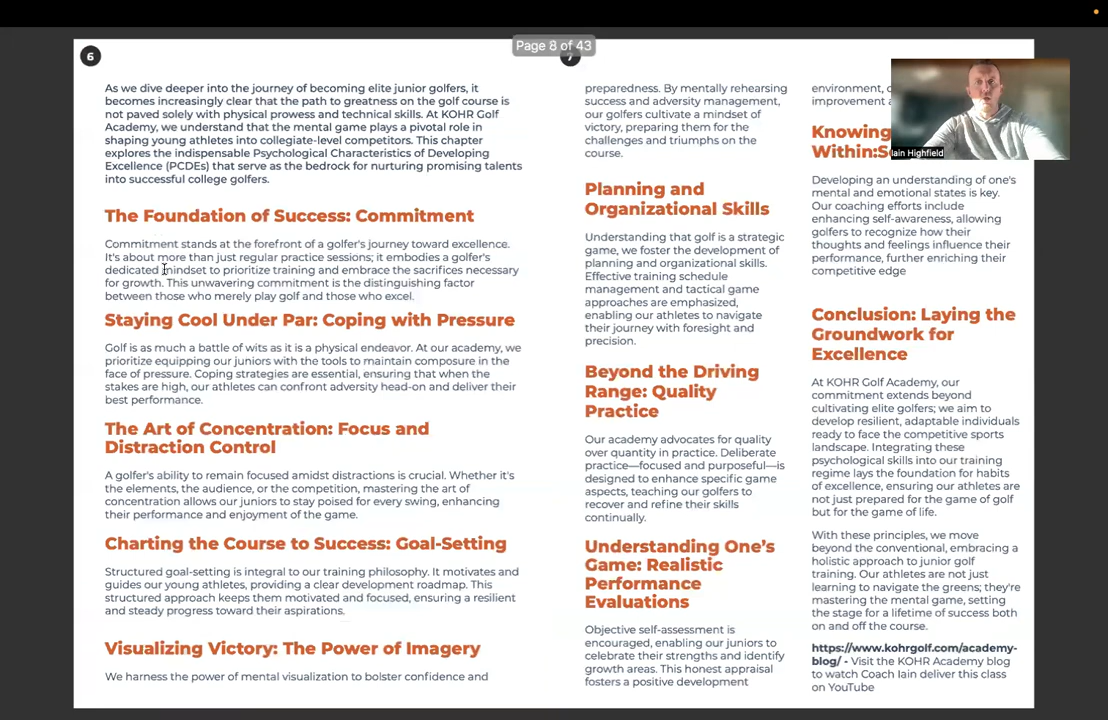 Page 8 of 43
6
As we dive deeper into the journey of becoming elite junior golfers, it
becomes increasingly clear that the path to greatness on the golf course is
not paved solely with physical prowess and technical skills. At KOHR Golf
Academy, we understand that the mental game plays a pivotal role in
shaping young athletes into collegiate-level competitors. This chapter
explores the indispensable Psychological Characteristics of Developing
Excellence (PCDEs) that serve as the bedrock for nurturing promising talents
into successful college golfers.
The Foundation of Success: Commitment
Commitment stands at the forefront of a golfer's journey toward excellence.
It's about more than just regular practice sessions; it embodies a golfer's
dedicated mindset to prioritize training and embrace the sacrifices necessary
for growth. This unwavering commitment is the distinguishing factor
between those who merely play golf and those who excel.
Staying Cool Under Par: Coping with Pressure
Golf is as much a battle of wits as it is a physical endeavor. At our academy, we
prioritize equipping our juniors with the tools to maintain composure in the
face of pressure. Coping strategies are essential, ensuring that when the
stakes are high, our athletes can confront adversity head-on and deliver their
best performance.
The Art of Concentration: Focus and
Distraction Control
A golfer's ability to remain focused amidst distractions is crucial. Whether it's
the elements, the audience, or the competition, mastering the art of
concentration allows our juniors to stay poised for every swing, enhancing
their performance and enjoyment of the game.
Charting the Course to Success: Goal-Setting
Structured goal-setting is integral to our training philosophy. It motivates and
guides our young athletes, providing a clear development roadmap. This
structured approach keeps them motivated and focused, ensuring a resilient
and steady progress toward their aspirations.
Visualizing Victory: The Power of Imagery
We harness the power of mental visualization to bolster confidence and
7
preparedness. By mentally rehearsing
success and adversity management,
our golfers cultivate a mindset of
victory, preparing them for the
challenges and triumphs on the
course.
Planning and
Organizational Skills
Understanding that golf is a strategic
game, we foster the development of
planning and organizational skills.
Effective training schedule
management and tactical game
approaches are emphasized,
enabling our athletes to navigate
their journey with foresight and
precision.
Beyond the Driving
Range: Quality
Practice
Our academy advocates for quality
over quantity in practice. Deliberate
practice—focused and purposeful—is
designed to enhance specific game
aspects, teaching our golfers to
recover and refine their skills
continually.
Understanding One's
Game: Realistic
Performance
Evaluations
Objective self-assessment is
encouraged, enabling our juniors to
celebrate their strengths and identify
growth areas. This honest appraisal
fosters a positive development
environment,
improvement
Knowing
Within:
Iain Highfield
Developing an understanding of one's
mental and emotional states is key.
Our coaching efforts include
enhancing self-awareness, allowing
golfers to recognize how their
thoughts and feelings influence their
performance, further enriching their
competitive edge
Conclusion: Laying the
Groundwork for
Excellence
At KOHR Golf Academy, our
commitment extends beyond
cultivating elite golfers; we aim to
develop resilient, adaptable individuals
ready to face the competitive sports
landscape. Integrating these
psychological skills into our training
regime lays the foundation for habits
of excellence, ensuring our athletes are
not just prepared for the game of golf
but for the game of life.
With these principles, we move
beyond the conventional, embracing a
holistic approach to junior golf
training. Our athletes are not just
learning to navigate the greens; they're
mastering the mental game, setting
the stage for a lifetime of success both
on and off the course.
https://www.kohrgolf.com/academy-
blog/ - Visit the KOHR Academy blog
to watch Coach Iain deliver this class
on YouTube